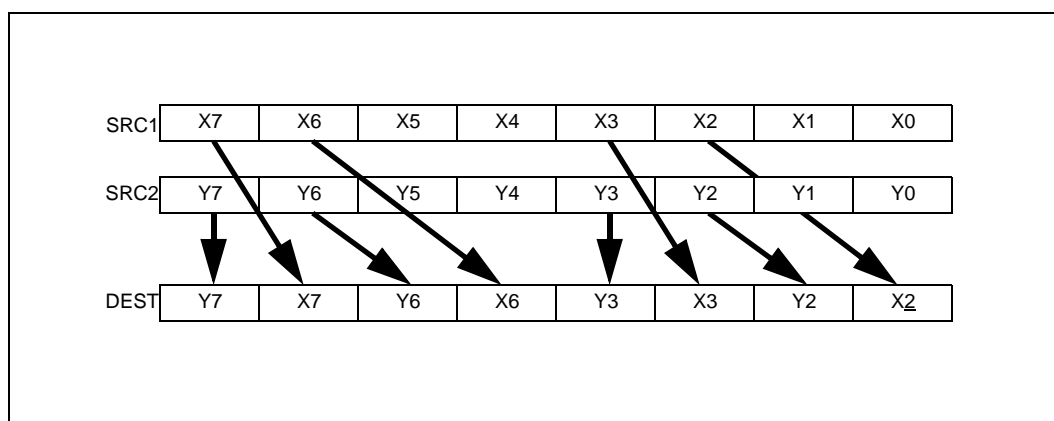 SRC1 X7 X6 X5 X4 X3 X2 X1 X0
SRC2 Y7 Y6 Y5 Y4 Y3 Y2 Y1 Y0
DEST Y7 X7 Y6 X6 Y3 X3 Y2 X2